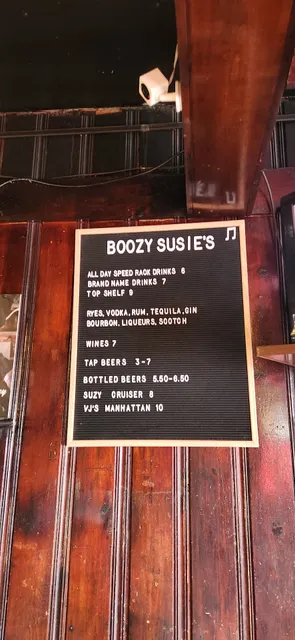 BOOZY SUSIE'S
ALL DAY SPEED RACK DRINKS 6
BRAND NAME DRINKS 7
TOP SHELF 9
RYES, VODKA, RUM, TEQUILA, GIN
BOURBON, LIQUEURS, SCOTCH
WINES 7
TAP BEERS 3-7
BOTTLED BEERS 5.50-6.50
SUZY CRUISER 8
VJ'S MANHATTAN 10